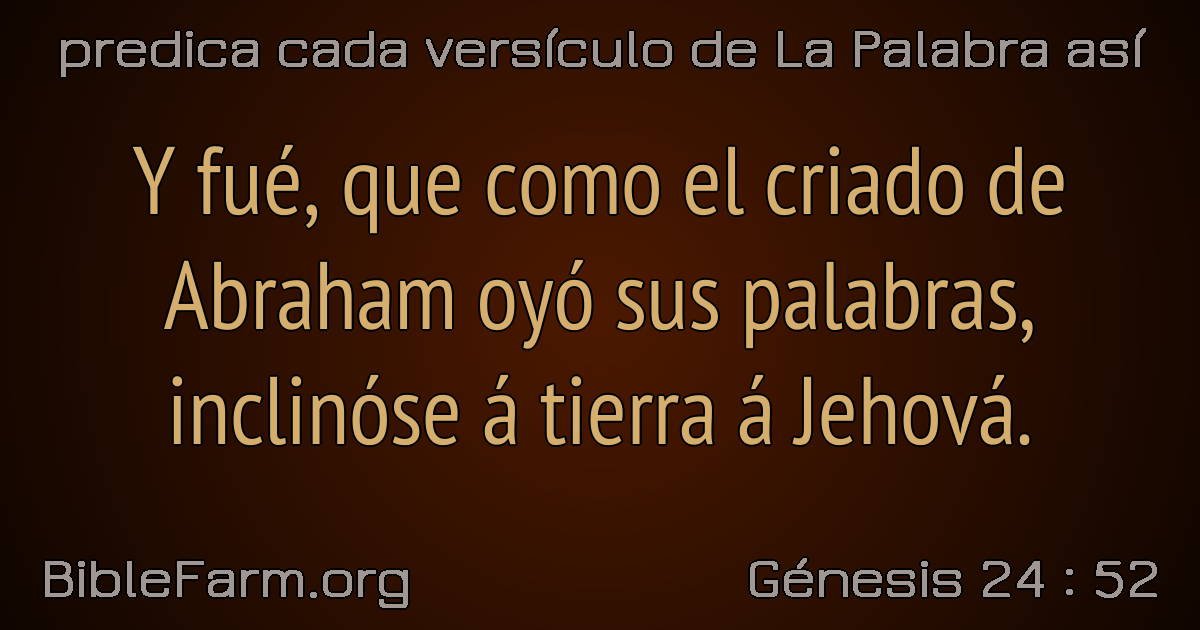 predica cada versículo de La Palabra así
Y fué, que como el criado de
Abraham oyó sus palabras,
inclinóse á tierra á Jehová.
BibleFarm.org
Génesis 24 : 52